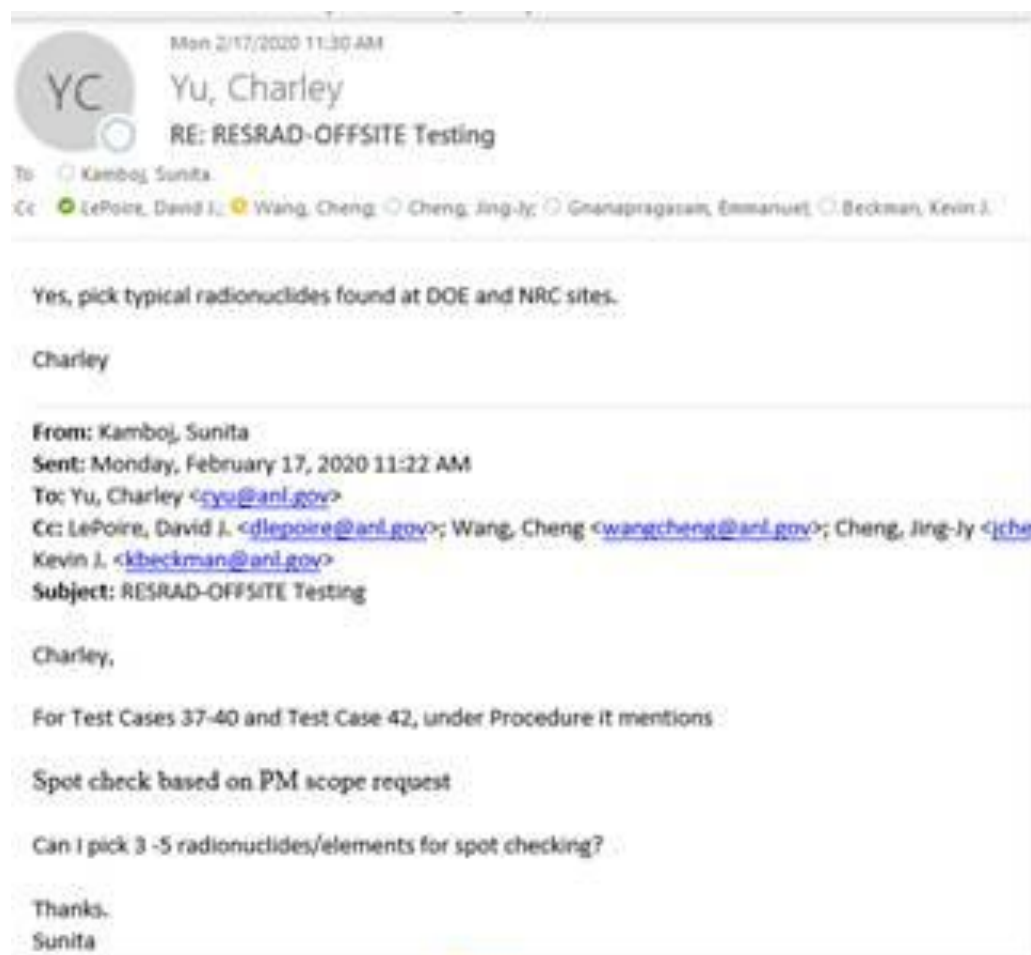 Mon 2/17/2020 11:30 AM
YC
Yu, Charley
RE: RESRAD-OFFSITE Testing
To Kamboj, Sunita
Cc LePoire, David J.; Wang, Cheng; Cheng, Jing-Jy; Gnanapragasam, Emmanuel; Beckman, Kevin J.
Yes, pick typical radionuclides found at DOE and NRC sites.
Charley
From: Kamboj, Sunita
Sent: Monday, February 17, 2020 11:22 AM
To: Yu, Charley <cyu@anl.gov>
Cc: LePoire, David J. <dlepoire@anl.gov>; Wang, Cheng <wangcheng@anl.gov>; Cheng, Jing-Jy <jche
Kevin J. <kbeckman@anl.gov>
Subject: RESRAD-OFFSITE Testing
Charley,
For Test Cases 37-40 and Test Case 42, under Procedure it mentions
Spot check based on PM scope request
Can I pick 3 -5 radionuclides/elements for spot checking?
Thanks.
Sunita